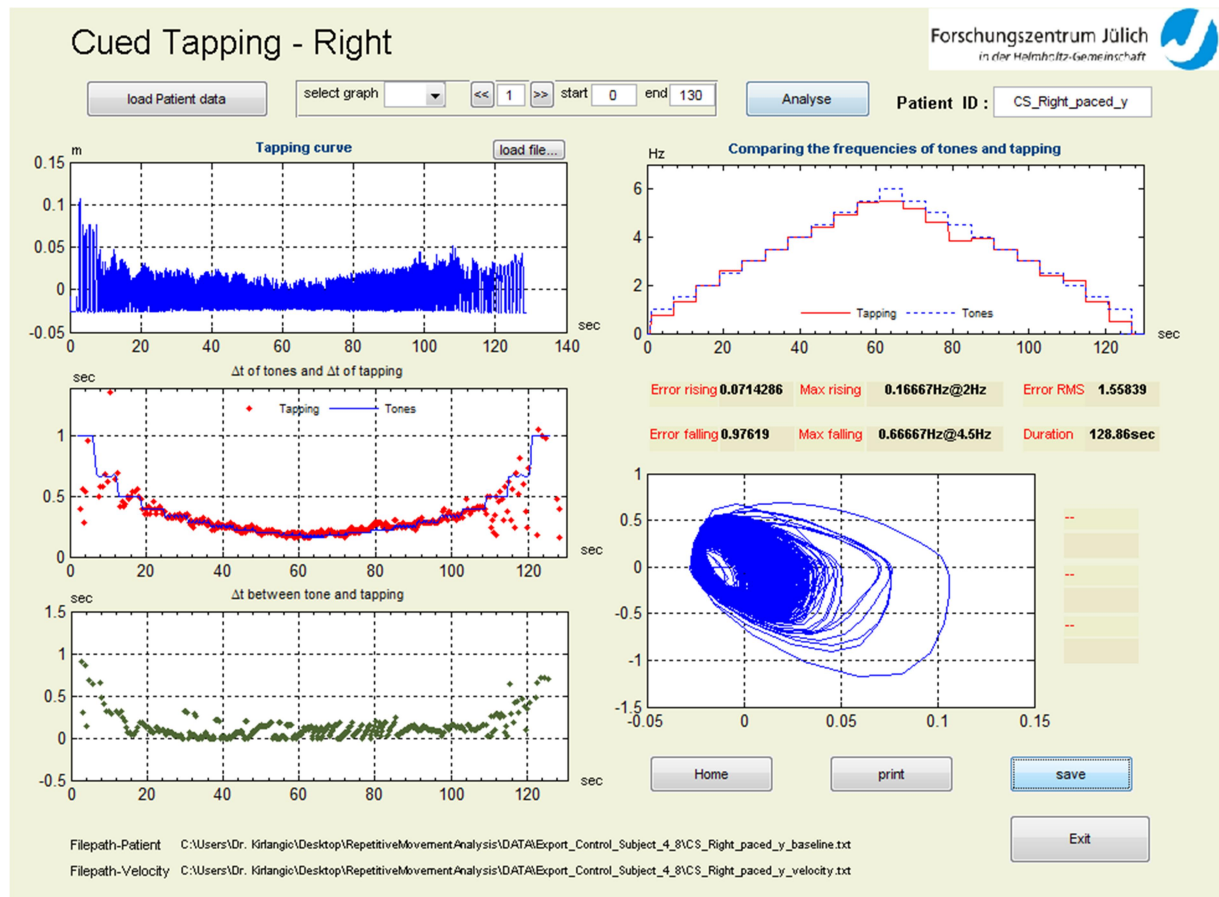 Cued Tapping - Right
Forschungszentrum Jülich
in der Helmholtz-Gemeinschaft
load Patient data
select graph << 1 >> start 0 end 130
Analyse
Patient ID : CS_Right_paced_y
m Tapping curve load file...
0.15
0.1
0.05
0
-0.05
0 20 40 60 80 100 120 140
sec
Hz Comparing the frequencies of tones and tapping
6
4
2
0
Tapping Tones
0 20 40 60 80 100 120
sec
sec Δt of tones and Δt of tapping
Tapping Tones
1
0.5
0
0 20 40 60 80 100 120
sec
Error rising 0.0714286 Max rising 0.16667Hz@2Hz Error RMS 1.55839
Error falling 0.97619 Max falling 0.66667Hz@4.5Hz Duration 128.86sec
sec Δt between tone and tapping
1.5
1
0.5
0
-0.5
0 20 40 60 80 100 120
sec
1
0.5
0
-0.5
-1
-1.5
-0.05 0 0.05 0.1 0.15
--
--
--
Home
print
save
Exit
Filepath-Patient C:\Users\Dr. Kirlangic\Desktop\RepetitiveMovementAnalysis\DATA\Export_Control_Subject_4_8\CS_Right_paced_y_baseline.txt
Filepath-Velocity C:\Users\Dr. Kirlangic\Desktop\RepetitiveMovementAnalysis\DATA\Export_Control_Subject_4_8\CS_Right_paced_y_velocity.txt